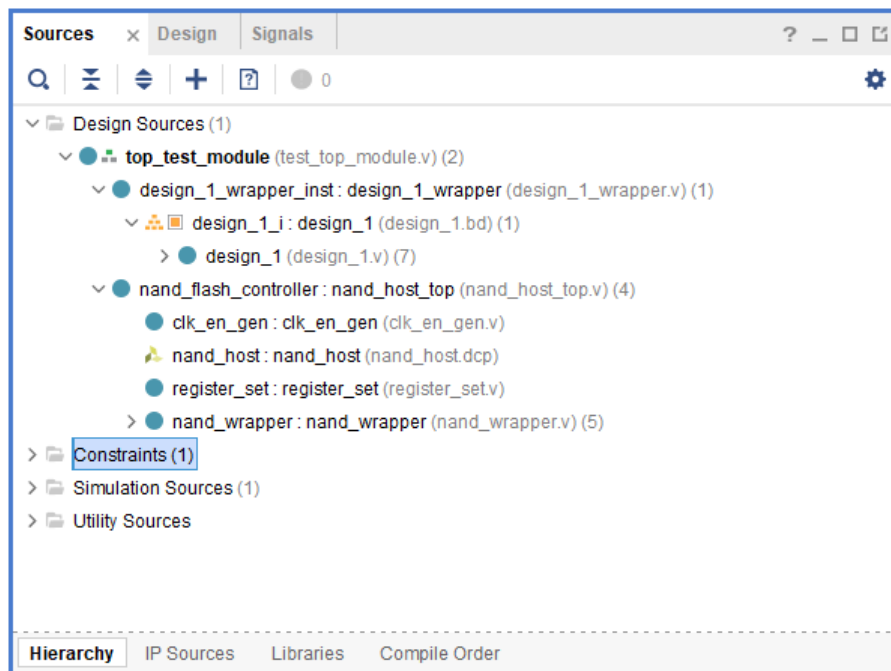 Sources × Design Signals ?
0
Design Sources (1)
top_test_module (test_top_module.v) (2)
design_1_wrapper_inst : design_1_wrapper (design_1_wrapper.v) (1)
design_1_i : design_1 (design_1.bd) (1)
design_1 (design_1.v) (7)
nand_flash_controller : nand_host_top (nand_host_top.v) (4)
clk_en_gen : clk_en_gen (clk_en_gen.v)
nand_host : nand_host (nand_host.dcp)
register_set : register_set (register_set.v)
nand_wrapper : nand_wrapper (nand_wrapper.v) (5)
Constraints (1)
Simulation Sources (1)
Utility Sources
Hierarchy IP Sources Libraries Compile Order